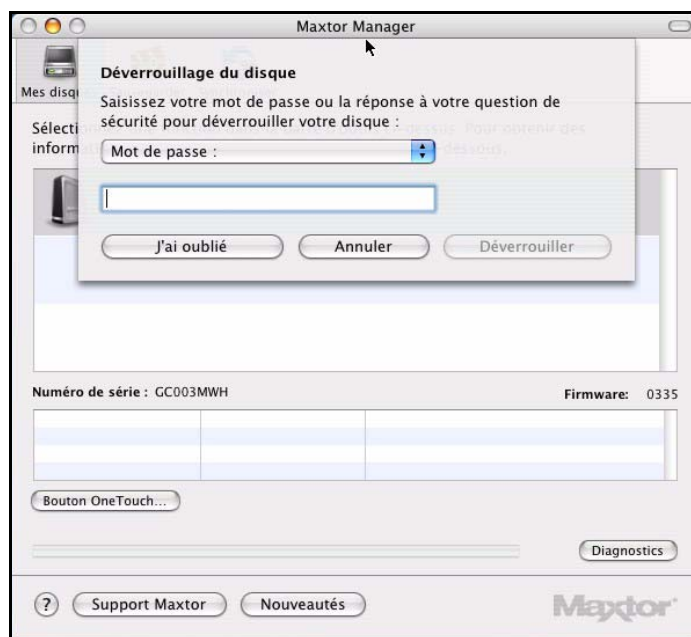 Maxtor Manager
Mes disq
Déverrouillage du disque
Saisissez votre mot de passe ou la réponse à votre question de
sécurité pour déverrouiller votre disque :
Sélecti
inform
Mot de passe :
J'ai oublié
Annuler
Déverrouiller
Numéro de série : GC003MWH
Firmware: 0335
Bouton OneTouch...
Diagnostics
?
Support Maxtor
Nouveautés
Maxtor